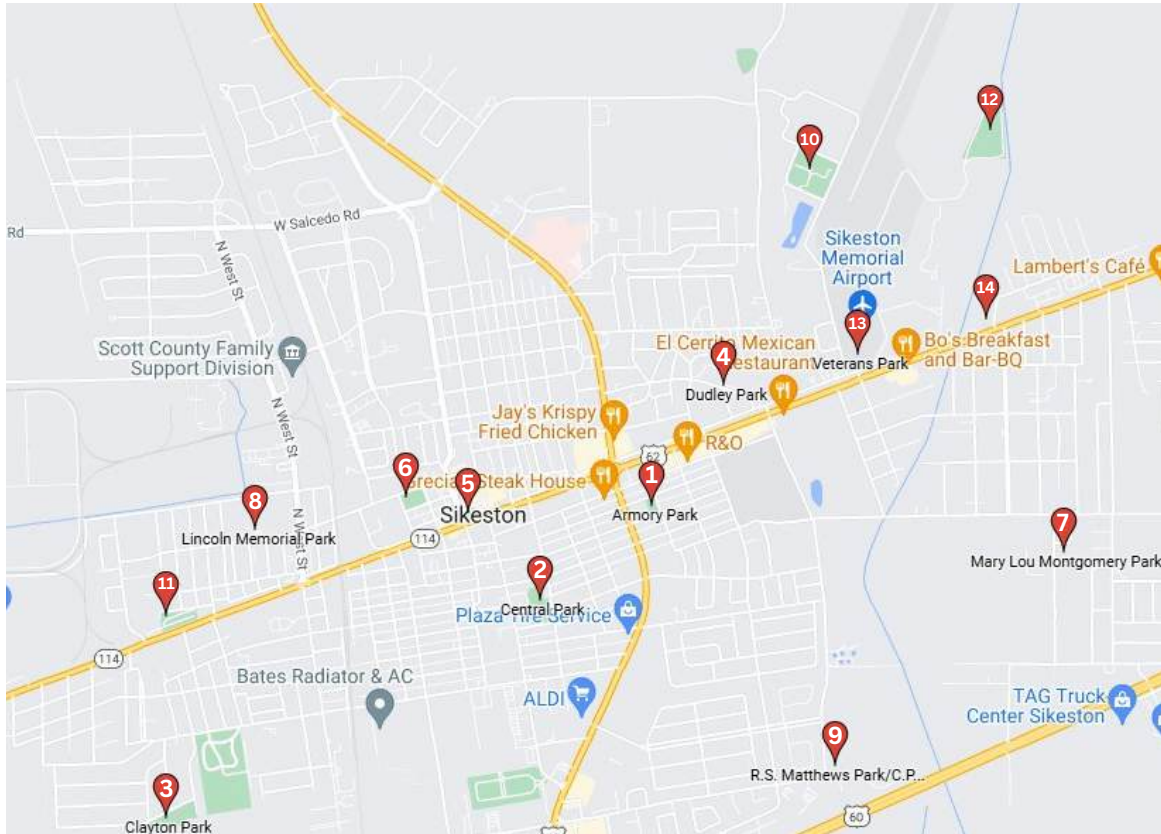 12
10
W Salcedo Rd
Rd
N West St
Sikeston
Memorial
Airport
Lambert's Café
14
13
El Cerrito Mexican
Restaurant
Veterans Park
Bo's Breakfast
and Bar-BQ
Scott County Family
Support Division
4
Dudley Park
N West St
Jay's Krispy
Fried Chicken
R&O
62
6
5
Grecian Steak House
1
Armory Park
8
Sikeston
Lincoln Memorial Park
N West St
114
7
Mary Lou Montgomery Park
2
Central Park
11
Plaza Tire Service
114
Bates Radiator & AC
ALDI
TAG Truck
Center Sikeston
9
R.S. Matthews Park/C.P...
3
Clayton Park
60